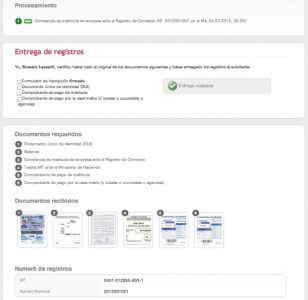 Procesamiento
1 Constancia de matrícula de empresa ante el Registro de Comercio (Nº: 2012001001 en el Ma, 03.07.2012, 02:03)
Entrega de registros
Yo, Ernesto Lazzatti, certifico haber visto el original de los documentos siguientes y haber entregado los registros al solicitante.
Formulario de inscripción firmado
Documento único de identidad (DUI)
Comprobante de pago de matrícula
Comprobante de pago por la casa matriz (y locales o sucursales o agencias)
Entrega realizada
Documentos requeridos
1 Documento único de identidad (DUI)
2 Balance
3 Constancia de matrícula de empresa ante el Registro de Comercio
4 Tarjeta NIT ante el Ministerio de Hacienda
5 Comprobante de pago de matrícula
6 Comprobante de pago por la casa matriz (y locales o sucursales o agencias)
Documentos recibidos
1 2 3 4 5 6
Numeró de registros
NIT
Numeró Matrícula 2012001001